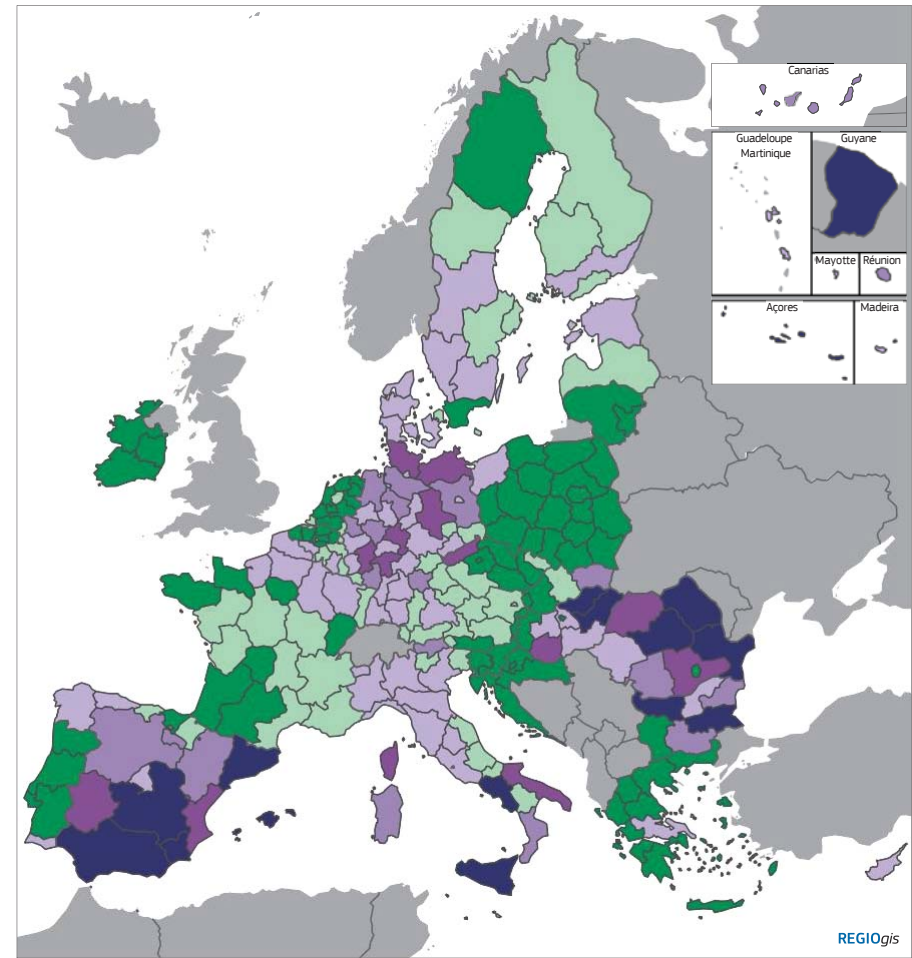 Canarias
Guadeloupe
Martinique
Guyane
Mayotte
Réunion
Açores
Madeira
REGIOgis